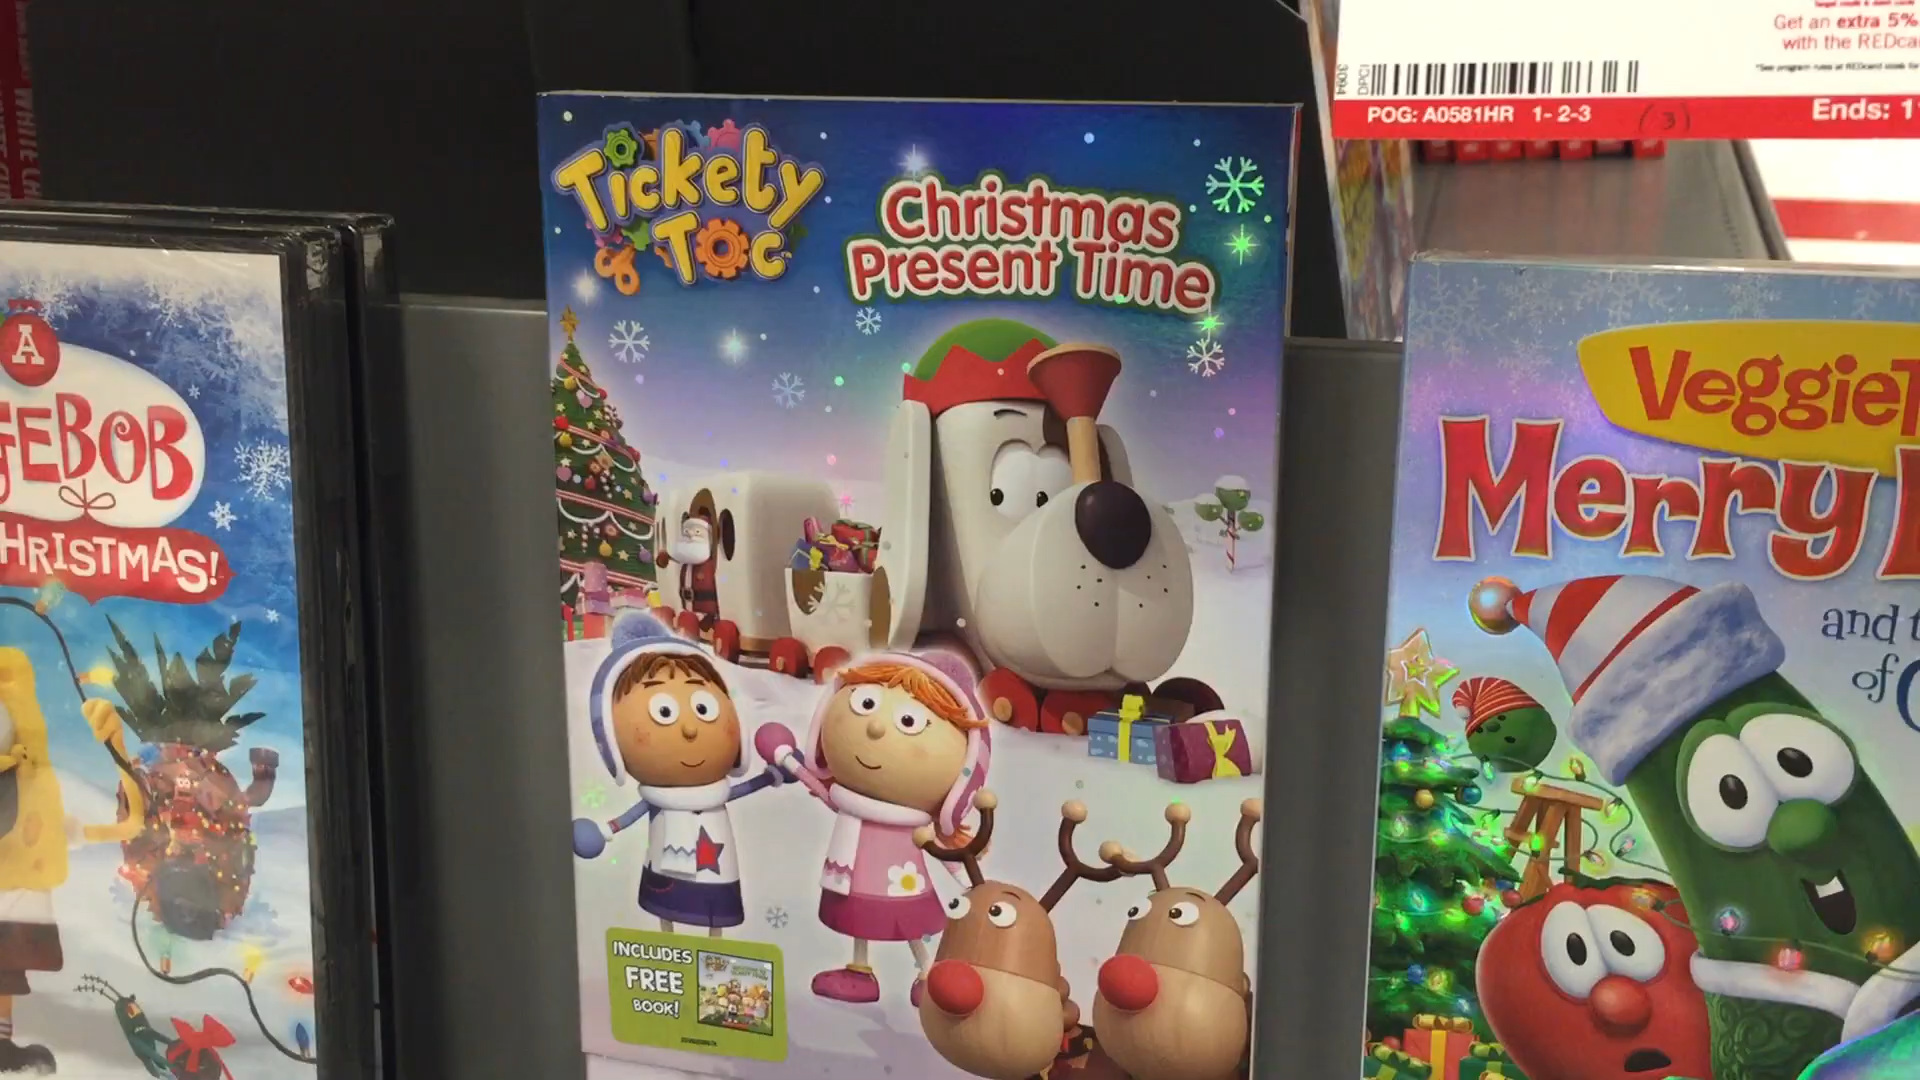 Get an extra 5%
with the REDca
DPCI
POG: A0581HR 1-2-3
(3)
Ends: 1
Tickety
Toc
Christmas
Present Time
A
GEBOB
HRISTMAS!
VeggieT
Merry
and t
of
INCLUDES
FREE
BOOK!